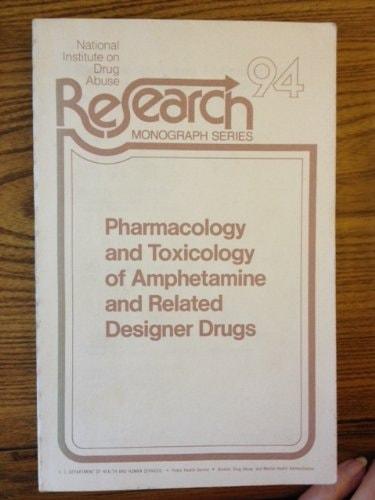 National
Institute on
Drug
Abuse
Research 94
MONOGRAPH SERIES
Pharmacology
and Toxicology
of Amphetamine
and Related
Designer Drugs
U. S. DEPARTMENT OF HEALTH AND HUMAN SERVICES • Public Health Service • Alcohol, Drug Abuse, and Mental Health Administration